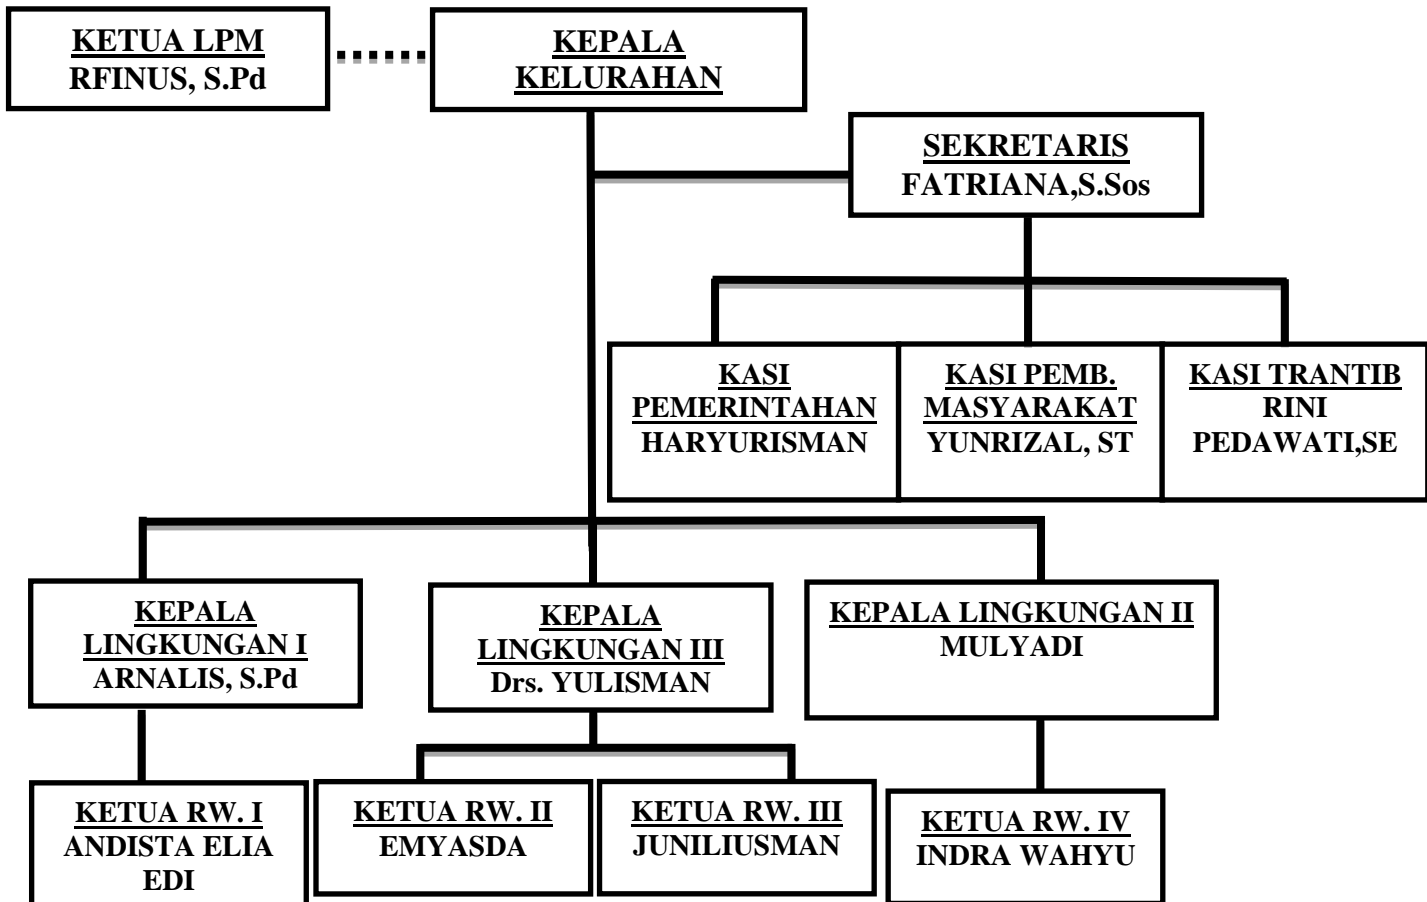 KETUA LPM
RFINUS, S.Pd
KEPALA
KELURAHAN
SEKRETARIS
FATRIANA,S.Sos
KASI
PEMERINTAHAN
HARYURISMAN
KASI PEMB.
MASYARAKAT
YUNRIZAL, ST
KASI TRANTIB
RINI
PEDAWATI,SE
KEPALA
LINGKUNGAN I
ARNALIS, S.Pd
KEPALA
LINGKUNGAN III
Drs. YULISMAN
KEPALA LINGKUNGAN II
MULYADI
KETUA RW. I
ANDISTA ELIA
EDI
KETUA RW. II
EMYASDA
KETUA RW. III
JUNILIUSMAN
KETUA RW. IV
INDRA WAHYU